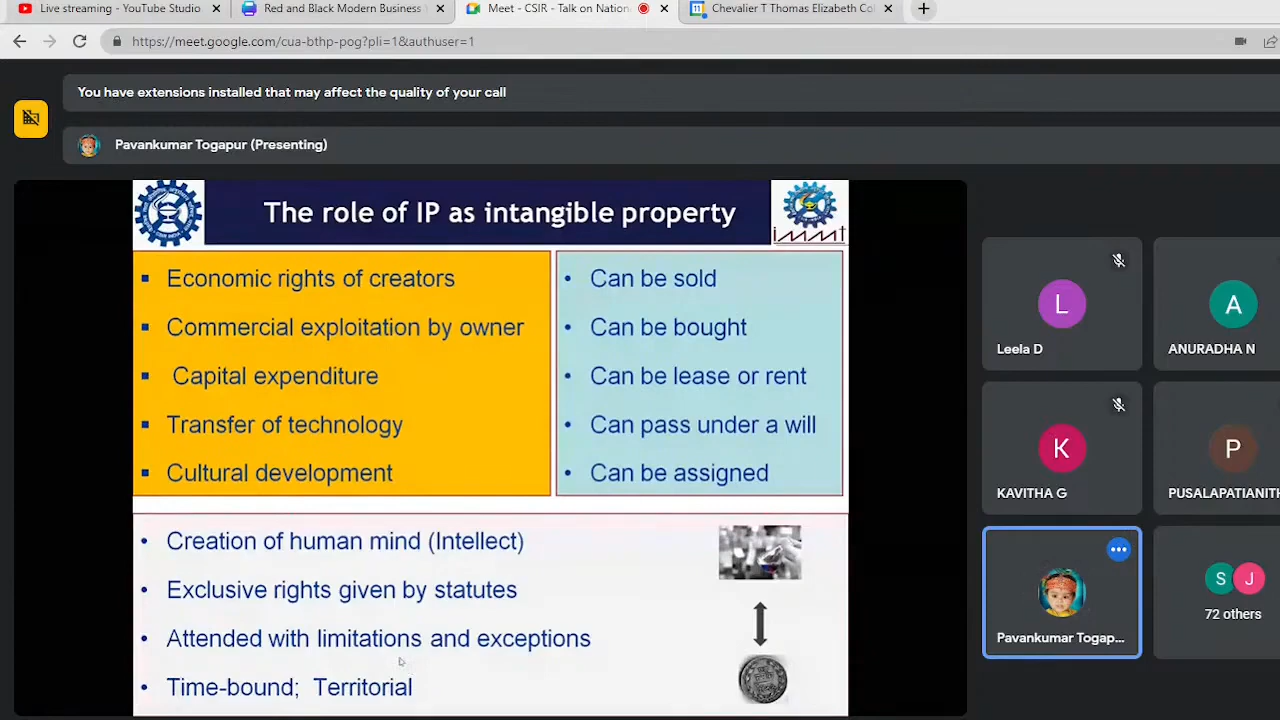 Live streaming - YouTube Studio
Red and Black Modern Business
Meet - CSIR - Talk on Nation
Chevalier T Thomas Elizabeth Col
https://meet.google.com/cua-bthp-pog?pli=1&authuser=1
You have extensions installed that may affect the quality of your call
Pavankumar Togapur (Presenting)
The role of IP as intangible property
immt
Economic rights of creators
Commercial exploitation by owner
Capital expenditure
Transfer of technology
Cultural development
Can be sold
Can be bought
Can be lease or rent
Can pass under a will
Can be assigned
Creation of human mind (Intellect)
Exclusive rights given by statutes
Attended with limitations and exceptions
Time-bound; Territorial
L
Leela D
A
ANURADHA N
K
KAVITHA G
P
PUSALAPATIANITH
Pavankumar Togap...
S J
72 others